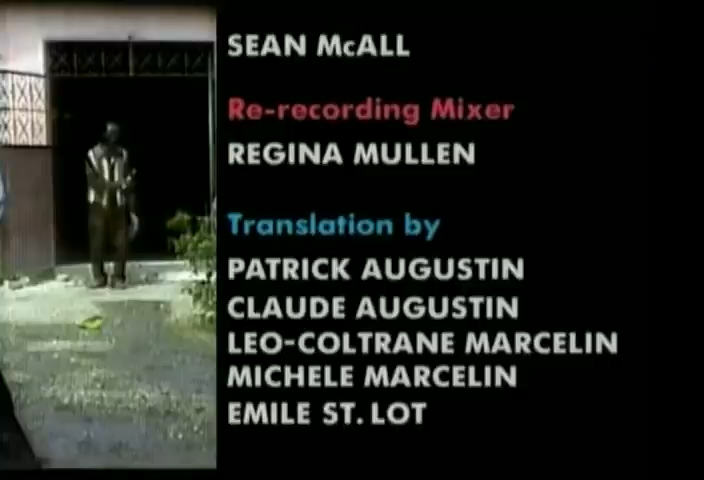 SEAN McALL
Re-recording Mixer
REGINA MULLEN
Translation by
PATRICK AUGUSTIN
CLAUDE AUGUSTIN
LEO-COLTRANE MARCELIN
MICHELE MARCELIN
EMILE ST. LOT